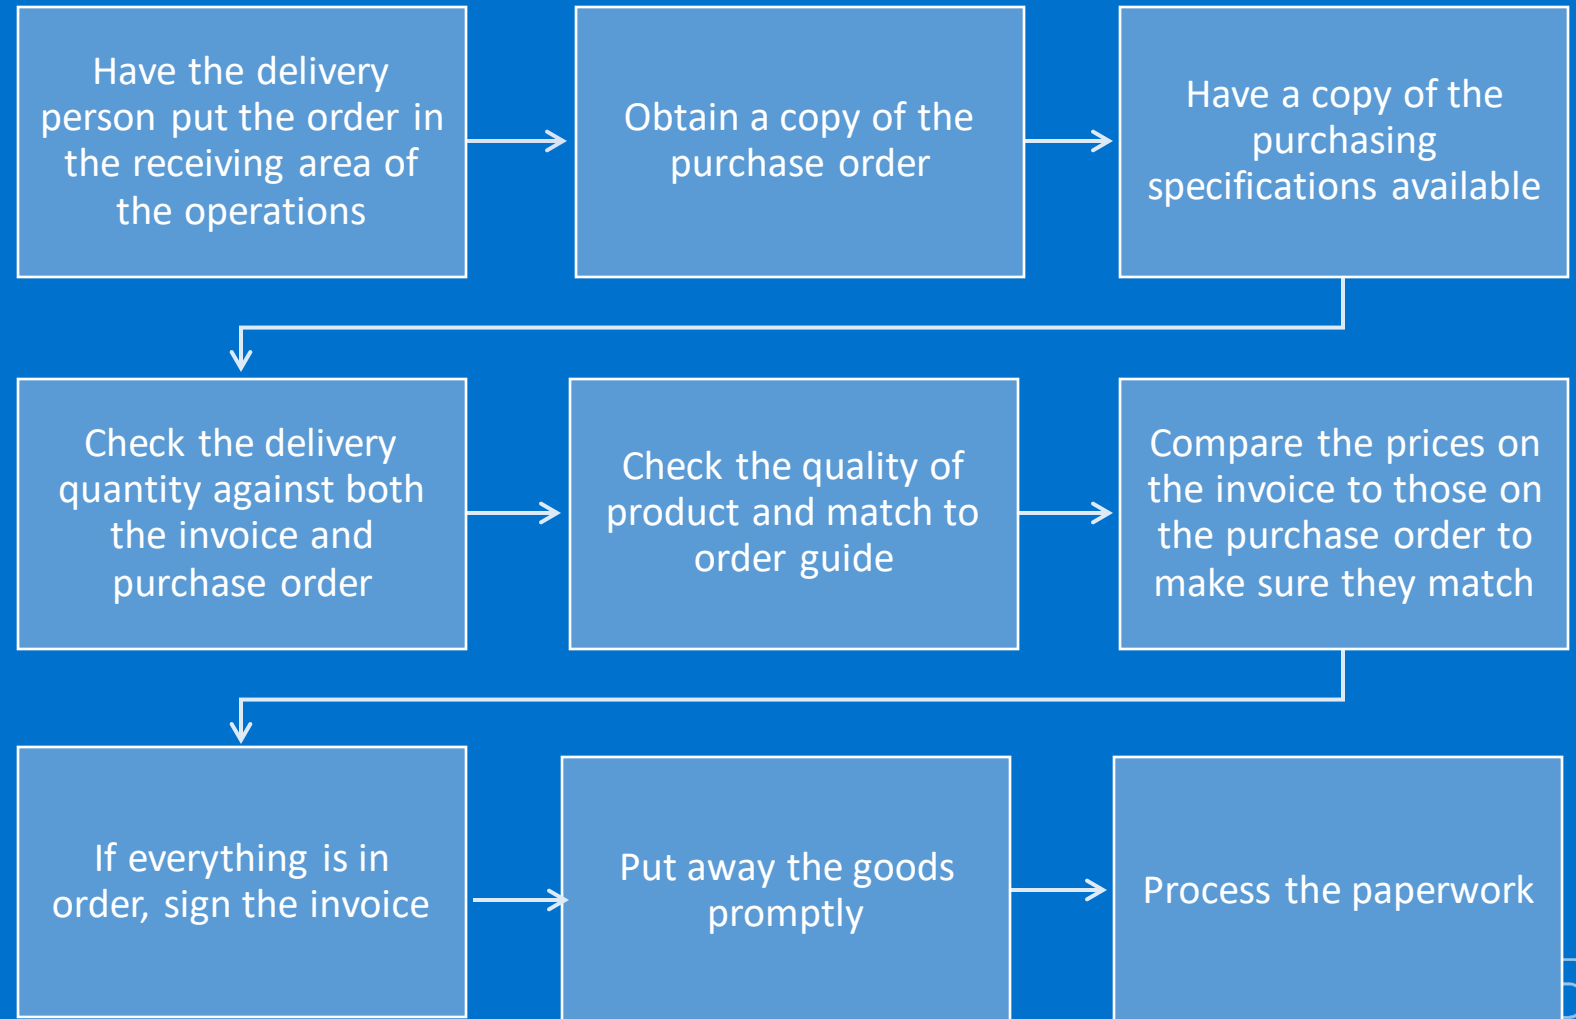 Have the delivery
person put the order in
the receiving area of
the operations
Obtain a copy of the
purchase order
Have a copy of the
purchasing
specifications available
Check the delivery
quantity against both
the invoice and
purchase order
Check the quality of
product and match to
order guide
Compare the prices on
the invoice to those on
the purchase order to
make sure they match
If everything is in
order, sign the invoice
Put away the goods
promptly
Process the paperwork